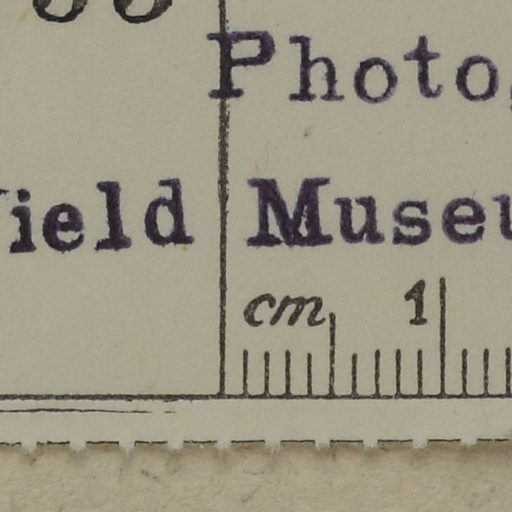 Photo
ield Museu
cm 1